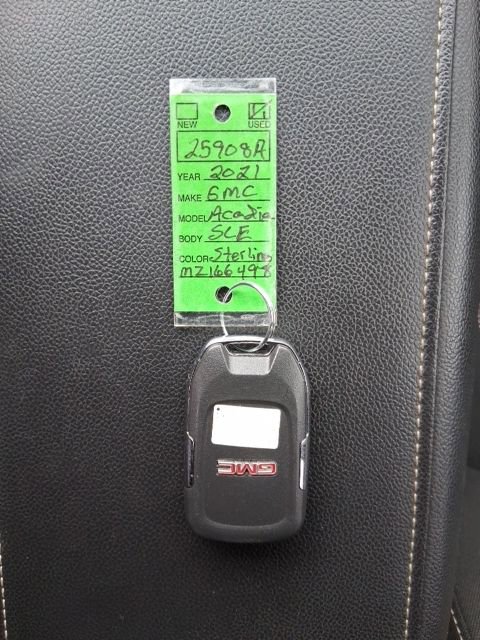 NEW USED
25908A
YEAR 2021
MAKE GMC
MODEL Acadia
BODY SLE
COLOR Sterling
MZ166498
GMC